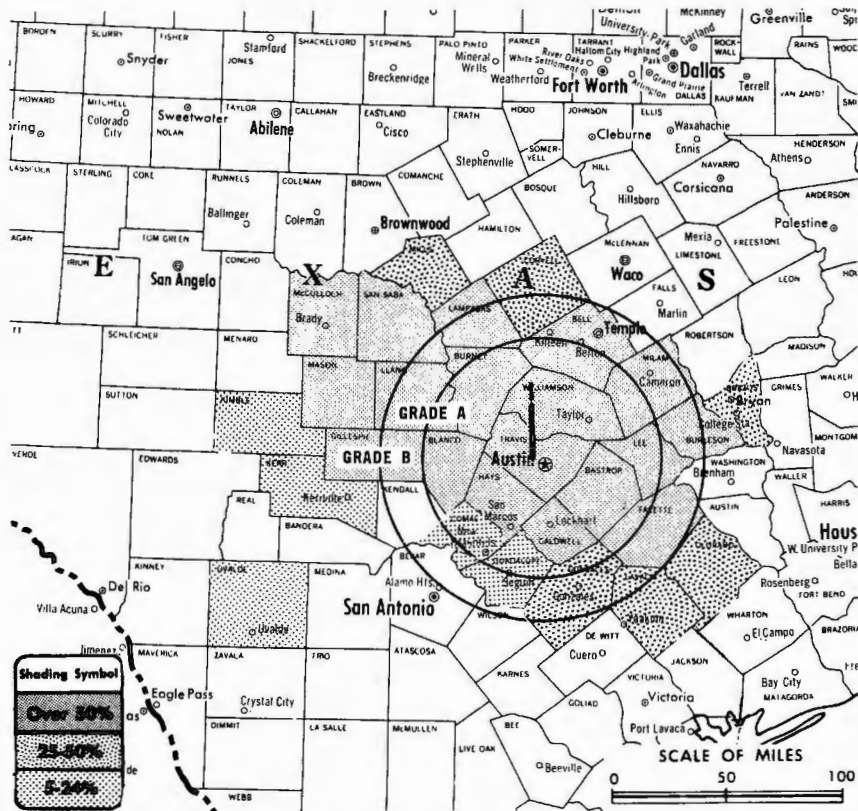 McKinney
Greenville
University Park
Garland
BORDEN
SCURRY
FISHER
Stamford
JONES
SHACKELFORD
STEPHENS
PALO PINTO
PARKER
TARRANT
Haltom City
Highland
Park
ROCK-
WALL
RAINS
Snyder
Breckenridge
Mineral
Wells
River Oaks
White Settlement
Weatherford
Fort Worth
Arlington
Grand Prairie
Dallas
DALLAS
Terrell
KAUFMAN
VAN ZANDT
HOWARD
MITCHELL
Colorado
City
Sweetwater
NOLAN
TAYLOR
Abilene
CALLAHAN
EASTLAND
Cisco
ERATH
HOOD
JOHNSON
ELLIS
Cleburne
Waxahachie
Ennis
Stephenville
SOMER-
VELL
HENDERSON
Athens
STERLING
COKE
RUNNELS
Ballinger
COLEMAN
Coleman
BROWN
COMANCHE
BOSQUE
HILL
Hillsboro
NAVARRO
Corsicana
ANDERSON
Palestine
Brownwood
HAMILTON
McLENNAN
Waco
Mexia
LIMESTONE
FREESTONE
TOM GREEN
IRION
E
San Angelo
CONCHO
X
MILLS
A
CORYELL
S
McCULLOCH
Brady
SAN SABA
LAMPASAS
FALLS
Marlin
LEON
BELL
Killeen
Belton
Temple
ROBERTSON
SCHLEICHER
MENARD
MASON
LLANO
BURNET
MILAM
Cameron
MADISON
SUTTON
KIMBLE
WILLIAMSON
GRADE A
Taylor
Bryan
College Sta.
GRIMES
WALKER
GILLESPIE
BLANCO
TRAVIS
LEE
BURLESON
Navasota
EDWARDS
KERR
Kerrville
GRADE B
KENDALL
HAYS
Austin
BASTROP
WASHINGTON
Brenham
WALLER
REAL
BANDERA
San
Marcos
Lockhart
CALDWELL
FAYETTE
AUSTIN
HARRIS
KINNEY
UVALDE
MEDINA
BEXAR
COMAL
GUADALUPE
Seguin
COLORADO
Del Rio
Villa Acuna
Alamo Hts.
San Antonio
Gonzales
Rosenberg
FORT BEND
Uvalde
WILSON
Yoakum
WHARTON
El Campo
DE WITT
Cuero
MAVERICK
ZAVALA
FRIO
ATASCOSA
KARNES
JACKSON
Bay
City
MATAGORDA
Shading Symbol
Over 50%
25-50%
5-24%
Eagle Pass
Crystal City
DIMMIT
LA SALLE
McMULLEN
LIVE OAK
BEE
Beeville
GOLIAD
VICTORIA
Victoria
Port Lavaca
WEBB
SCALE OF MILES
0 50 100